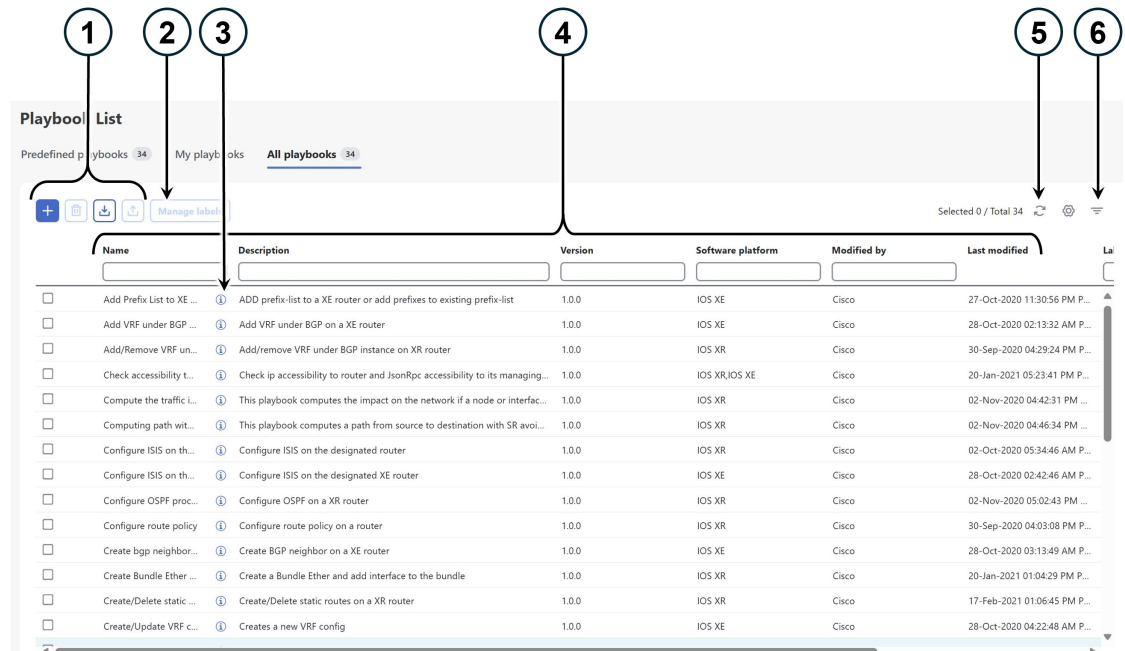 1 2 3 4 5 6
Playbook List
Predefined playbooks 34 My playbooks All playbooks 34
Manage labels Selected 0 / Total 34
Name Description Version Software platform Modified by Last modified Lal
Add Prefix List to XE ... ADD prefix-list to a XE router or add prefixes to existing prefix-list 1.0.0 IOS XE Cisco 27-Oct-2020 11:30:56 PM P...
Add VRF under BGP ... Add VRF under BGP on a XE router 1.0.0 IOS XE Cisco 28-Oct-2020 02:13:32 AM P...
Add/Remove VRF un... Add/remove VRF under BGP instance on XR router 1.0.0 IOS XR Cisco 30-Sep-2020 04:29:24 PM P...
Check accessibility t... Check ip accessibility to router and JsonRpc accessibility to its managing... 1.0.0 IOS XR,IOS XE Cisco 20-Jan-2021 05:23:41 PM P...
Compute the traffic i... This playbook computes the impact on the network if a node or interfac... 1.0.0 IOS XR Cisco 02-Nov-2020 04:42:31 PM ...
Computing path wit... This playbook computes a path from source to destination with SR avoi... 1.0.0 IOS XR Cisco 02-Nov-2020 04:46:34 PM ...
Configure ISIS on th... Configure ISIS on the designated router 1.0.0 IOS XR Cisco 02-Oct-2020 05:34:46 AM P...
Configure ISIS on th... Configure ISIS on the designated XE router 1.0.0 IOS XE Cisco 28-Oct-2020 02:42:46 AM P...
Configure OSPF proc... Configure OSPF on a XR router 1.0.0 IOS XR Cisco 02-Nov-2020 05:02:43 PM ...
Configure route policy Configure route policy on a router 1.0.0 IOS XR Cisco 30-Sep-2020 04:03:08 PM P...
Create bgp neighbor... Create BGP neighbor on a XE router 1.0.0 IOS XE Cisco 28-Oct-2020 03:13:49 AM P...
Create Bundle Ether ... Create a Bundle Ether and add interface to the bundle 1.0.0 IOS XR Cisco 20-Jan-2021 01:04:29 PM P...
Create/Delete static ... Create/Delete static routes on a XR router 1.0.0 IOS XR Cisco 17-Feb-2021 01:06:45 PM P...
Create/Update VRF c... Creates a new VRF config 1.0.0 IOS XE Cisco 28-Oct-2020 04:22:48 AM P...